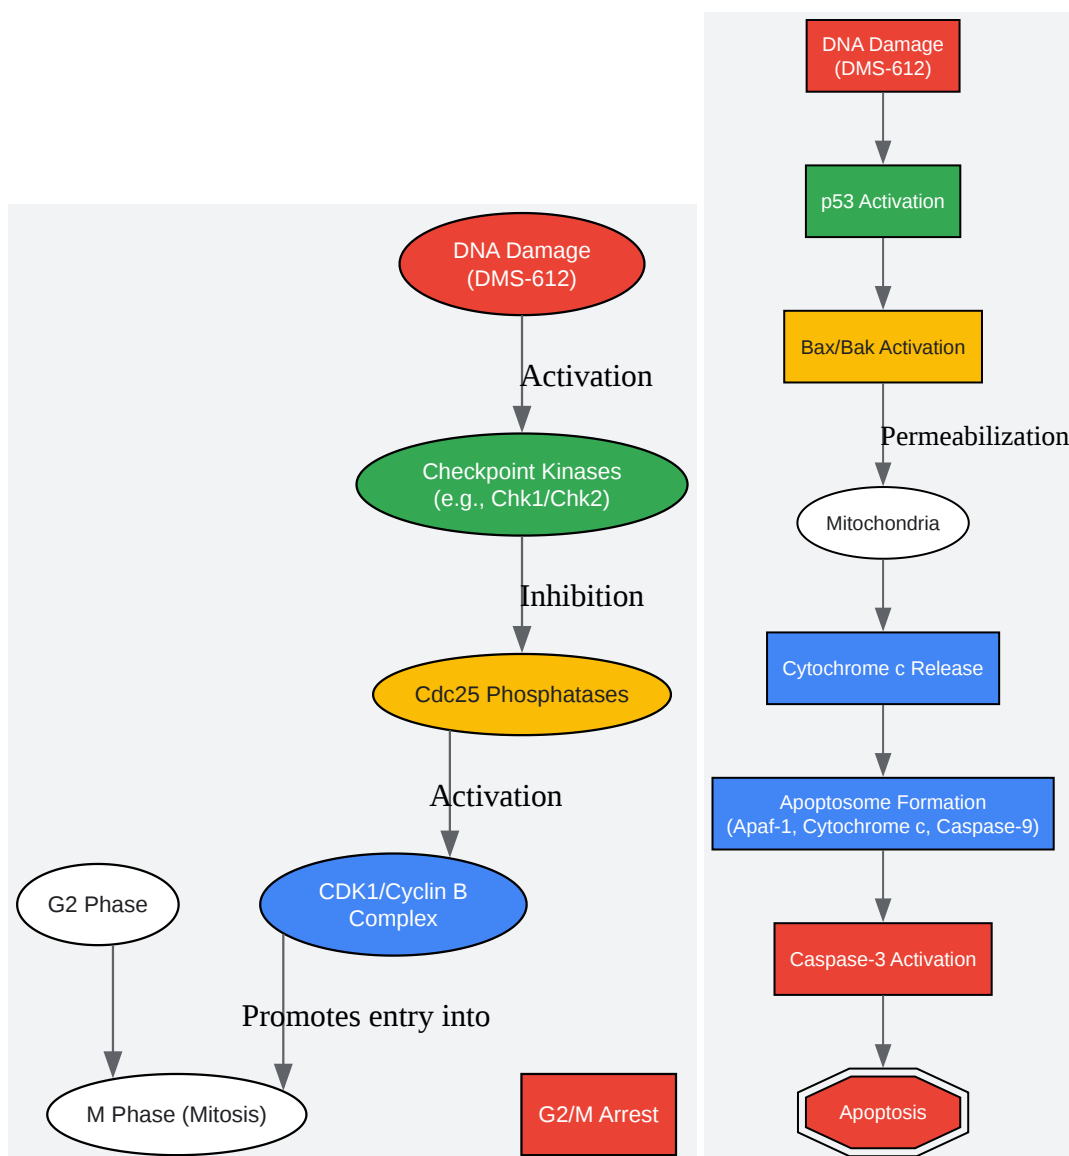 DNA Damage
(DMS-612)
Activation
Checkpoint Kinases
(e.g., Chk1/Chk2)
Inhibition
Cdc25 Phosphatases
Activation
G2 Phase
CDK1/Cyclin B
Complex
Promotes entry into
M Phase (Mitosis)
G2/M Arrest
DNA Damage
(DMS-612)
p53 Activation
Bax/Bak Activation
Permeabilization
Mitochondria
Cytochrome c Release
Apoptosome Formation
(Apaf-1, Cytochrome c, Caspase-9)
Caspase-3 Activation
Apoptosis